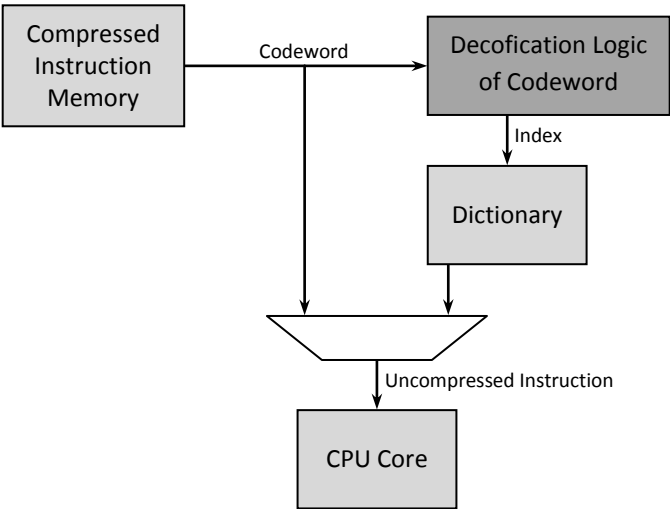 Compressed
Instruction
Memory
Codeword
Decofication Logic
of Codeword
Index
Dictionary
Uncompressed Instruction
CPU Core